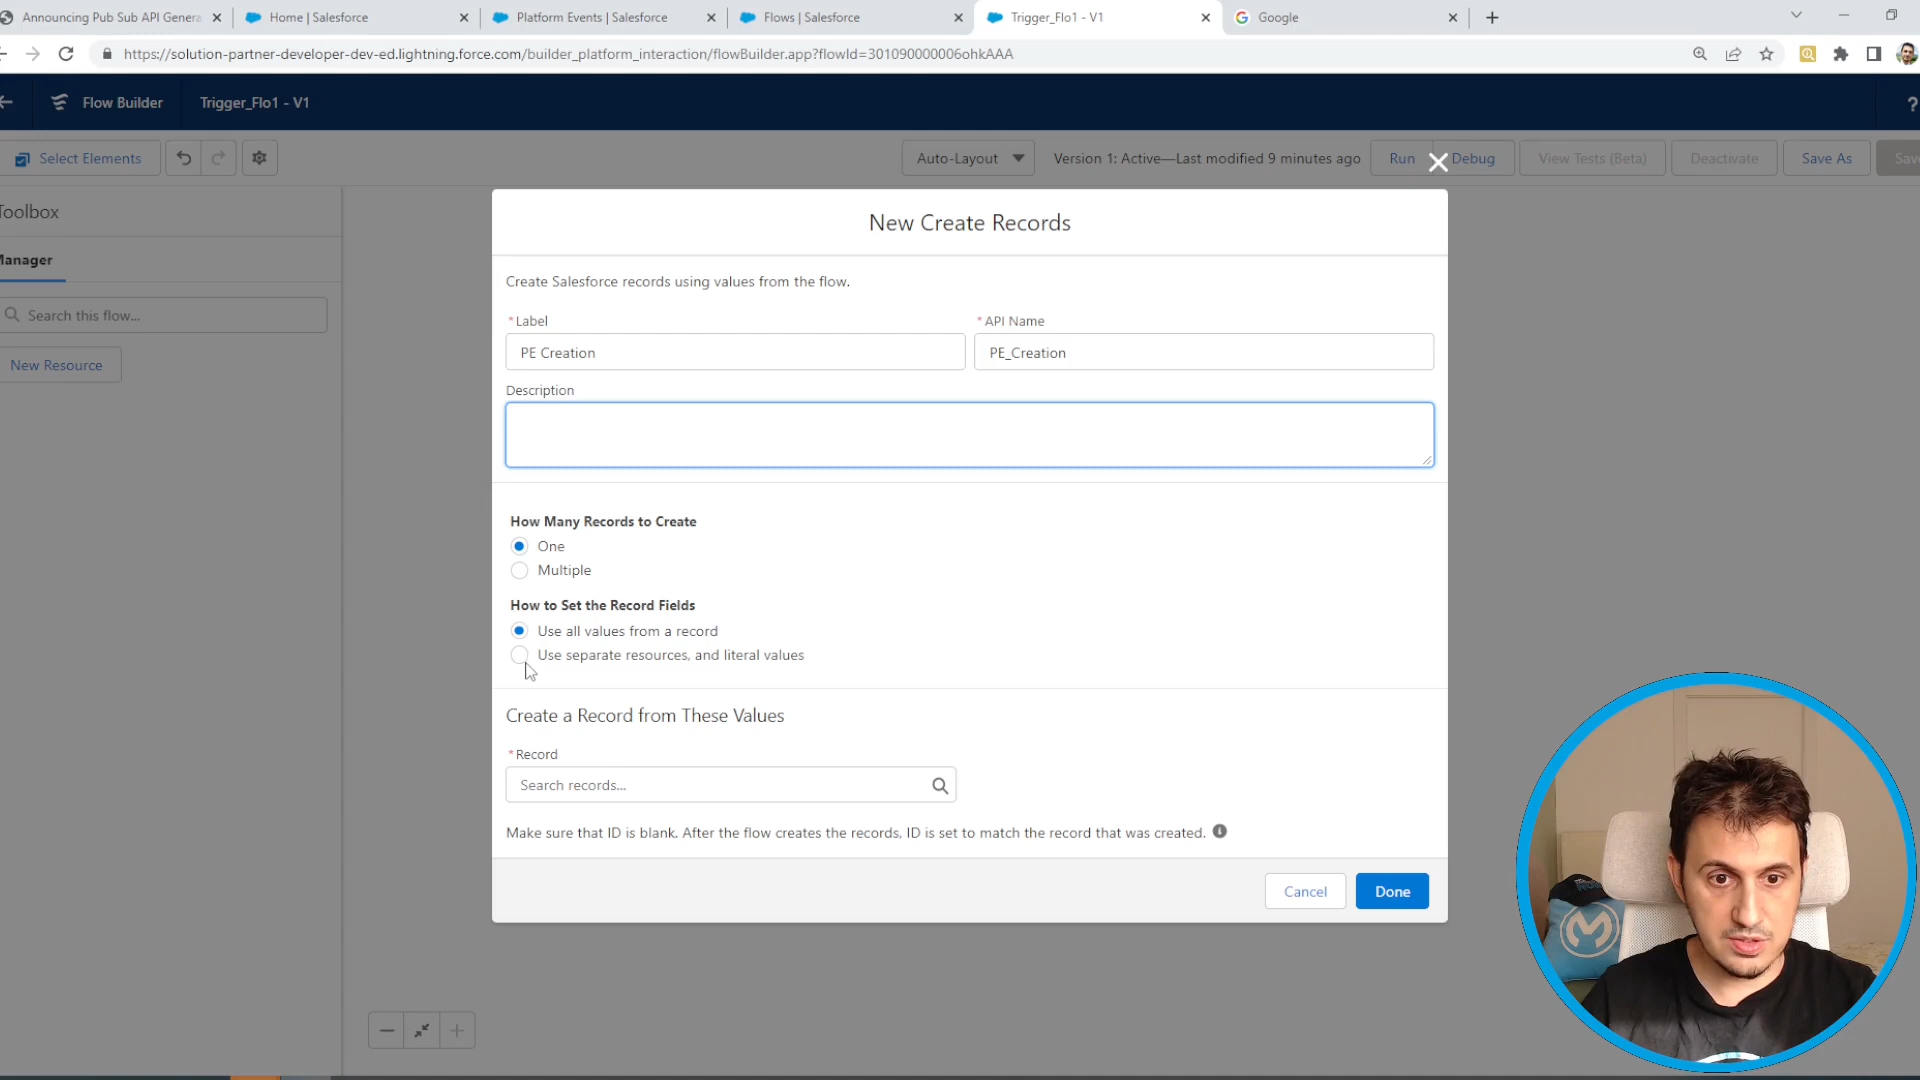 Announcing Pub Sub API Genera
Home | Salesforce
Platform Events | Salesforce
Flows | Salesforce
Trigger_Flo1 - V1
Google
https://solution-partner-developer-dev-ed.lightning.force.com/builder_platform_interaction/flowBuilder.app?flowId=301090000006ohkAAA
Flow Builder
Trigger_Flo1 - V1
?
Select Elements
Auto-Layout
Version 1: Active—Last modified 9 minutes ago
Run
Debug
View Tests (Beta)
Deactivate
Save As
Save
Toolbox
Manager
Search this flow...
New Resource
New Create Records
Create Salesforce records using values from the flow.
*Label
*API Name
PE Creation
PE_Creation
Description
How Many Records to Create
One
Multiple
How to Set the Record Fields
Use all values from a record
Use separate resources, and literal values
Create a Record from These Values
*Record
Search records...
Make sure that ID is blank. After the flow creates the records, ID is set to match the record that was created.
Cancel
Done